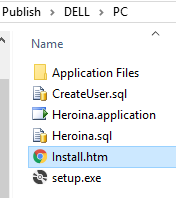 Publish > DELL > PC
Name
Application Files
CreateUser.sql
Heroina.application
Heroina.sql
Install.htm
setup.exe